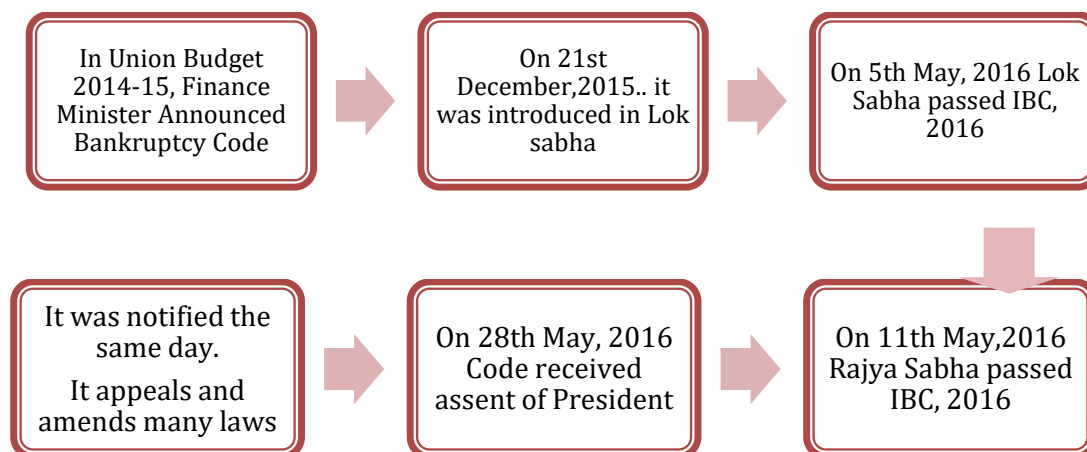 In Union Budget
2014-15, Finance
Minister Announced
Bankruptcy Code
On 21st
December,2015.. it
was introduced in Lok
sabha
On 5th May, 2016 Lok
Sabha passed IBC,
2016
It was notified the
same day.
It appeals and
amends many laws
On 28th May, 2016
Code received
assent of President
On 11th May,2016
Rajya Sabha passed
IBC, 2016